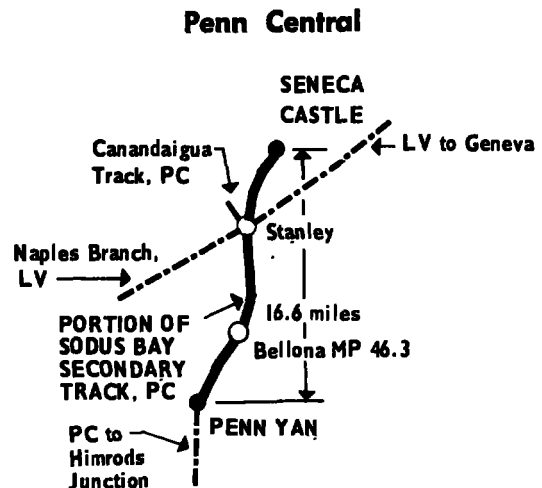 Penn Central
SENECA
CASTLE
Canandaigua
Track, PC
LV to Geneva
Stanley
Naples Branch,
LV
16.6 miles
PORTION OF
SODUS BAY
SECONDARY
TRACK, PC
Bellona MP 46.3
PENN YAN
PC to
Himrods
Junction